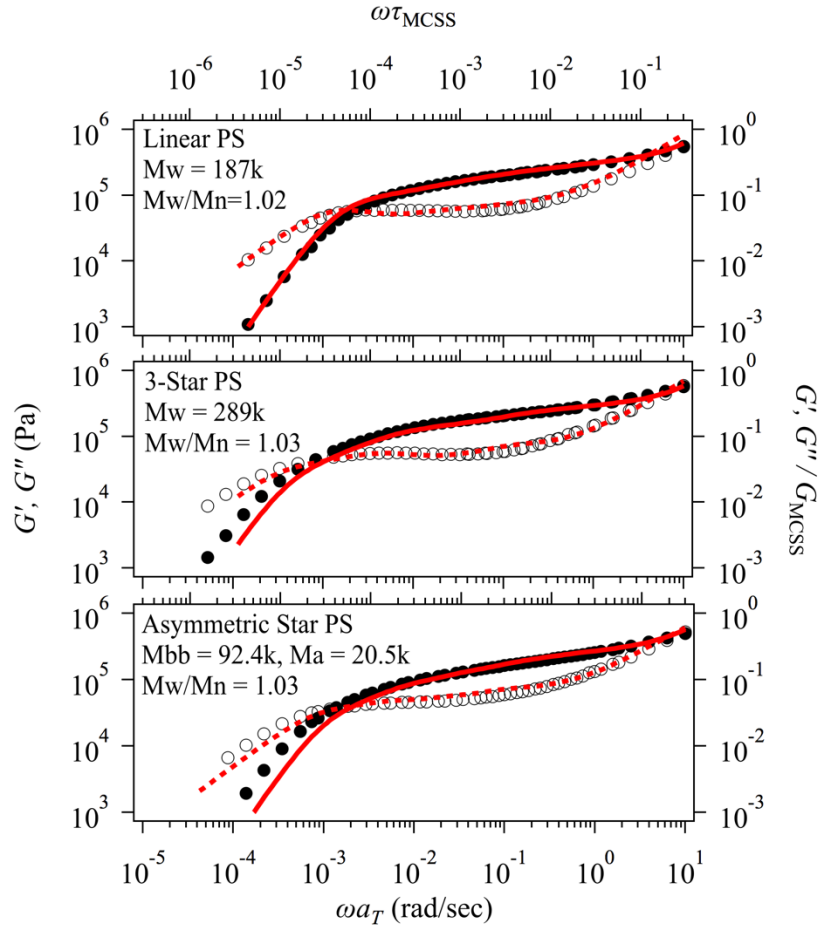 ωτMCSS
10-6 10-5 10-4 10-3 10-2 10-1
Linear PS
Mw = 187k
Mw/Mn=1.02
106
105
104
103
100
10-1
10-2
10-3
3-Star PS
Mw = 289k
Mw/Mn = 1.03
106
105
104
103
100
10-1
10-2
10-3
G', G'' (Pa)
G', G'' / GMCSS
Asymmetric Star PS
Mbb = 92.4k, Ma = 20.5k
Mw/Mn = 1.03
106
105
104
103
100
10-1
10-2
10-3
10-5 10-4 10-3 10-2 10-1 100 101
ωaT (rad/sec)